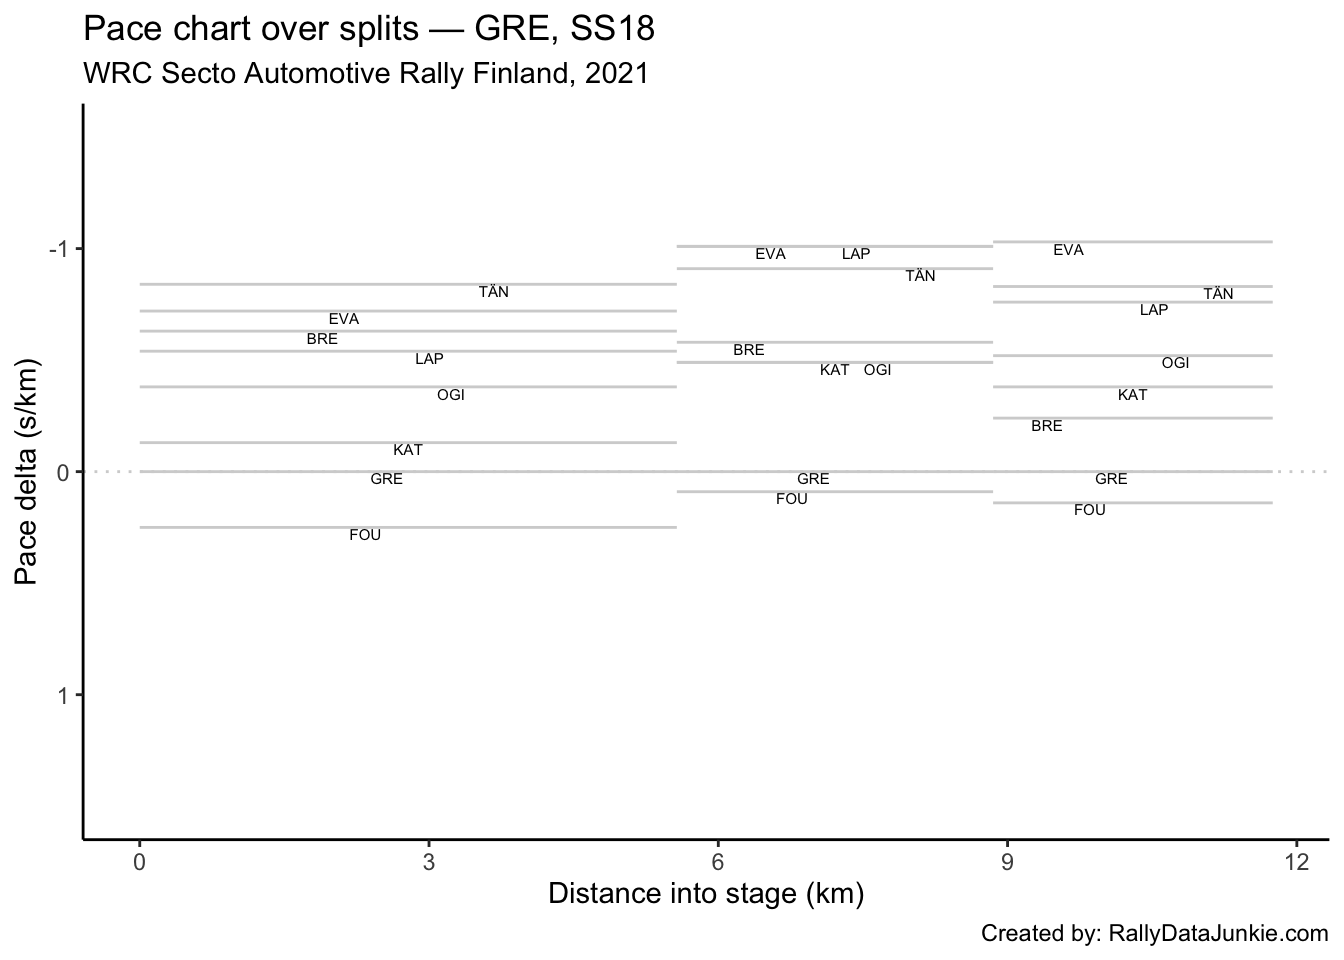 Pace chart over splits — GRE, SS18
WRC Secto Automotive Rally Finland, 2021
Pace delta (s/km)
-1
0
1
TÄN
EVA
BRE
LAP
OGI
KAT
GRE
FOU
EVA LAP
TÄN
BRE
KAT OGI
GRE
FOU
EVA
TÄN
LAP
OGI
KAT
BRE
GRE
FOU
0 3 6 9 12
Distance into stage (km)
Created by: RallyDataJunkie.com